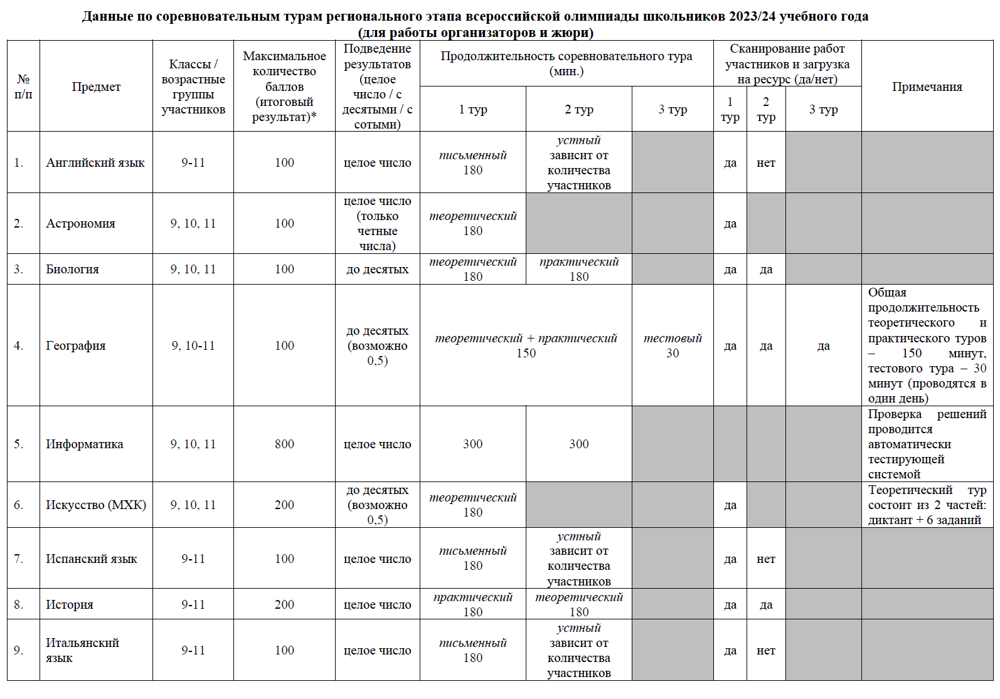 Данные по соревновательным турам регионального этапа всероссийской олимпиады школьников 2023/24 учебного года
(для работы организаторов и жюри)
№
п/п
Предмет
Классы /
возрастные
группы
участников
Максимальное
количество
баллов
(итоговый
результат)*
Подведение
результатов
(целое
число / с
десятыми / с
сотыми)
Продолжительность соревновательного тура
(мин.)
1 тур
2 тур
3 тур
Сканирование работ
участников и загрузка
на ресурс (да/нет)
1
тур
2
тур
3 тур
Примечания
1.
Английский язык
9-11
100
целое число
письменный
180
устный
зависит от
количества
участников
да
нет
2.
Астрономия
9, 10, 11
100
целое число
(только
четные
числа)
теоретический
180
да
3.
Биология
9, 10, 11
100
до десятых
теоретический
180
практический
180
да
да
4.
География
9, 10-11
100
до десятых
(возможно
0,5)
теоретический + практический
150
тестовый
30
да
да
да
Общая
продолжительность
теоретического и
практического туров
– 150 минут,
тестового тура – 30
минут (проводятся в
один день)
5.
Информатика
9, 10, 11
800
целое число
300
300
Проверка решений
проводится
автоматически
тестирующей
системой
6.
Искусство (МХК)
9, 10, 11
200
до десятых
(возможно
0,5)
теоретический
180
да
Теоретический тур
состоит из 2 частей:
диктант + 6 заданий
7.
Испанский язык
9-11
100
целое число
письменный
180
устный
зависит от
количества
участников
да
нет
8.
История
9-11
200
целое число
практический
180
теоретический
180
да
да
9.
Итальянский
язык
9-11
100
целое число
письменный
180
устный
зависит от
количества
участников
да
нет